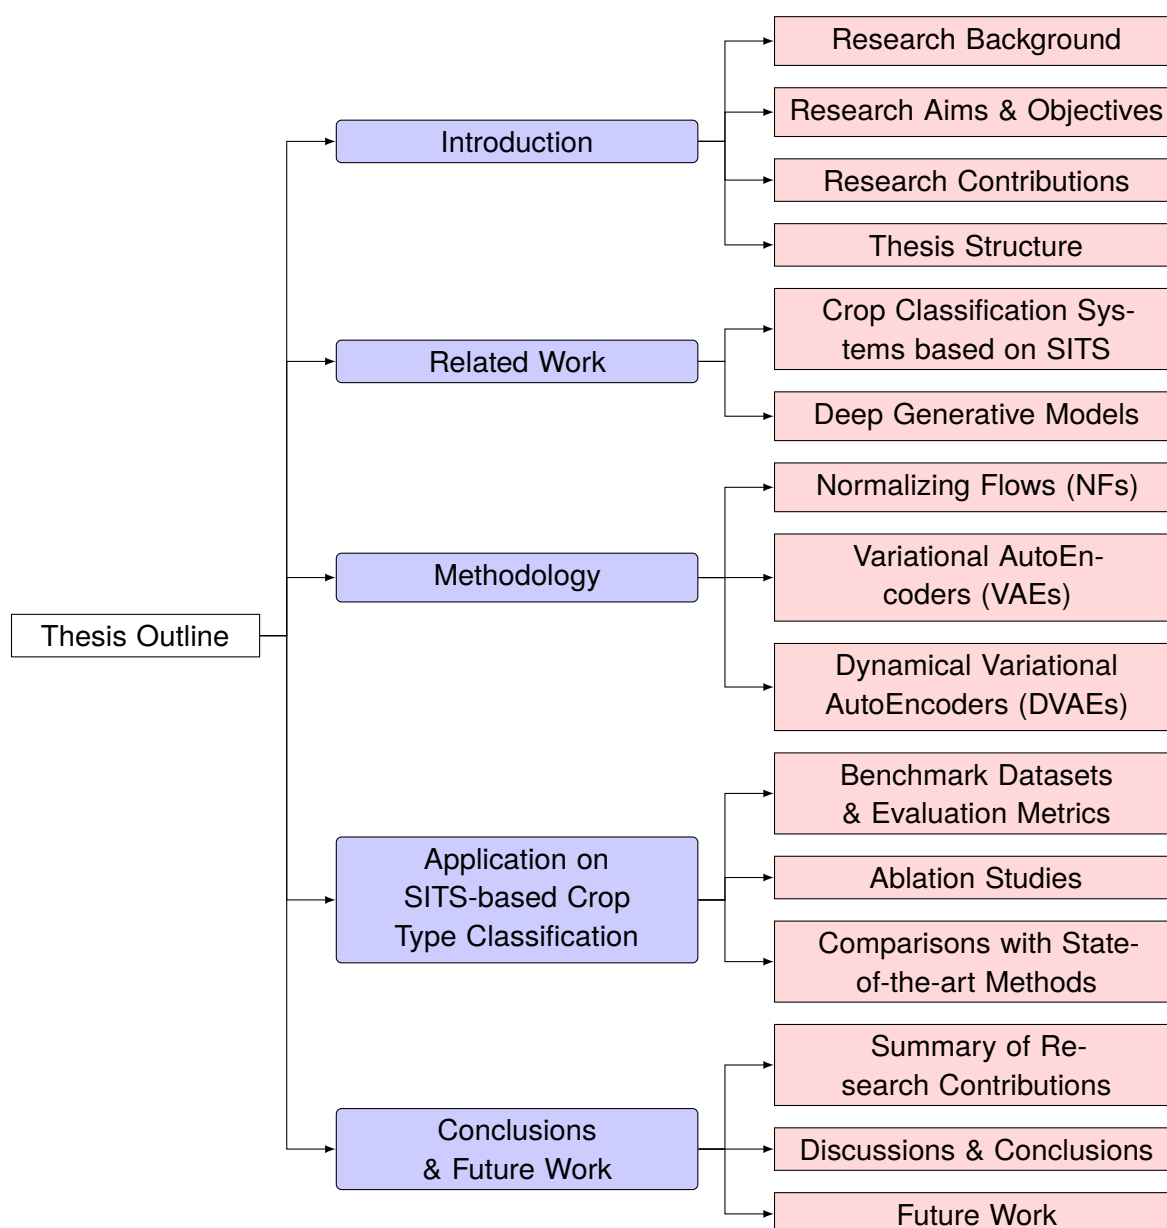 Thesis Outline
Introduction
Research Background
Research Aims & Objectives
Research Contributions
Thesis Structure
Related Work
Crop Classification Sys-
tems based on SITS
Deep Generative Models
Methodology
Normalizing Flows (NFs)
Variational AutoEn-
coders (VAEs)
Dynamical Variational
AutoEncoders (DVAEs)
Application on
SITS-based Crop
Type Classification
Benchmark Datasets
& Evaluation Metrics
Ablation Studies
Comparisons with State-
of-the-art Methods
Conclusions
& Future Work
Summary of Re-
search Contributions
Discussions & Conclusions
Future Work